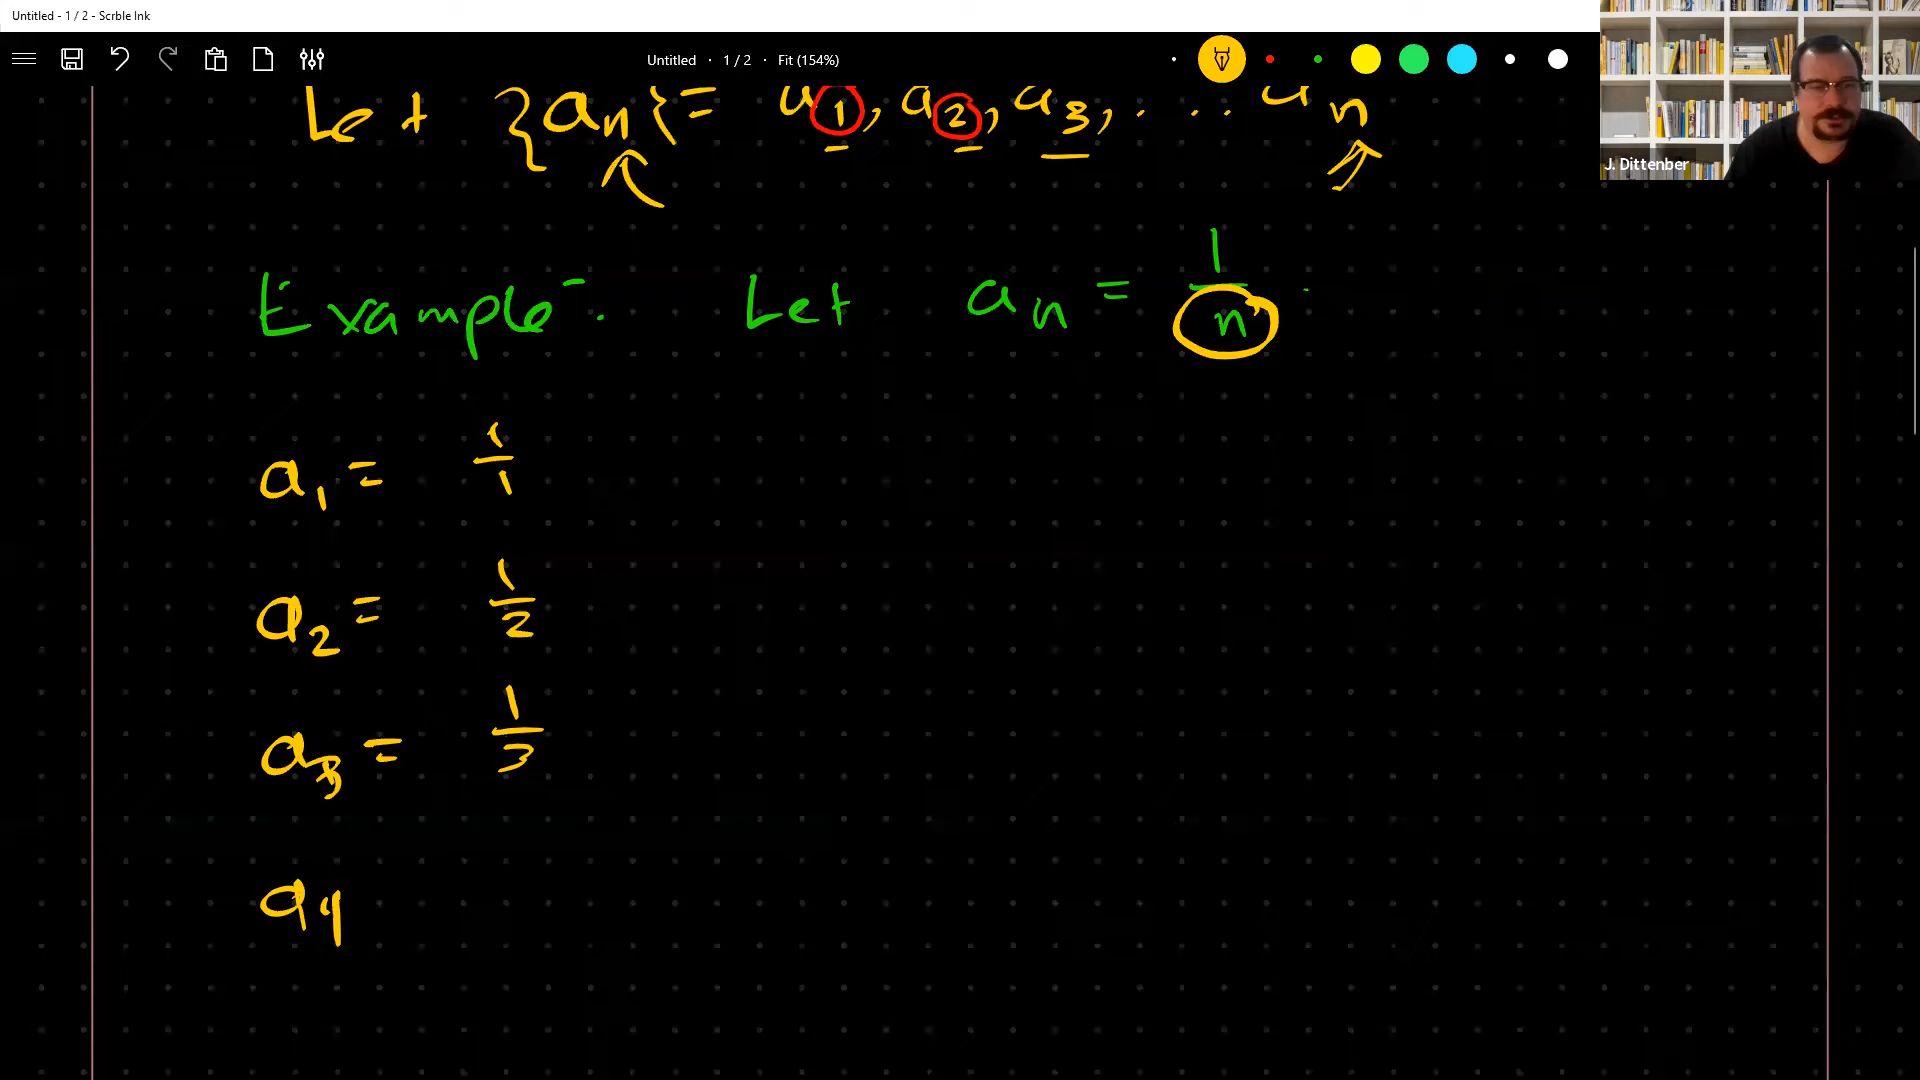 Untitled - 1 / 2 - Scrble Ink
Untitled · 1 / 2 · Fit (154%)
J. Dittenber
Let {aₙ} = a₁, a₂, a₃, . . . aₙ
Example: Let aₙ = 1/n .
a₁ = 1/1
a₂ = 1/2
a₃ = 1/3
a₄